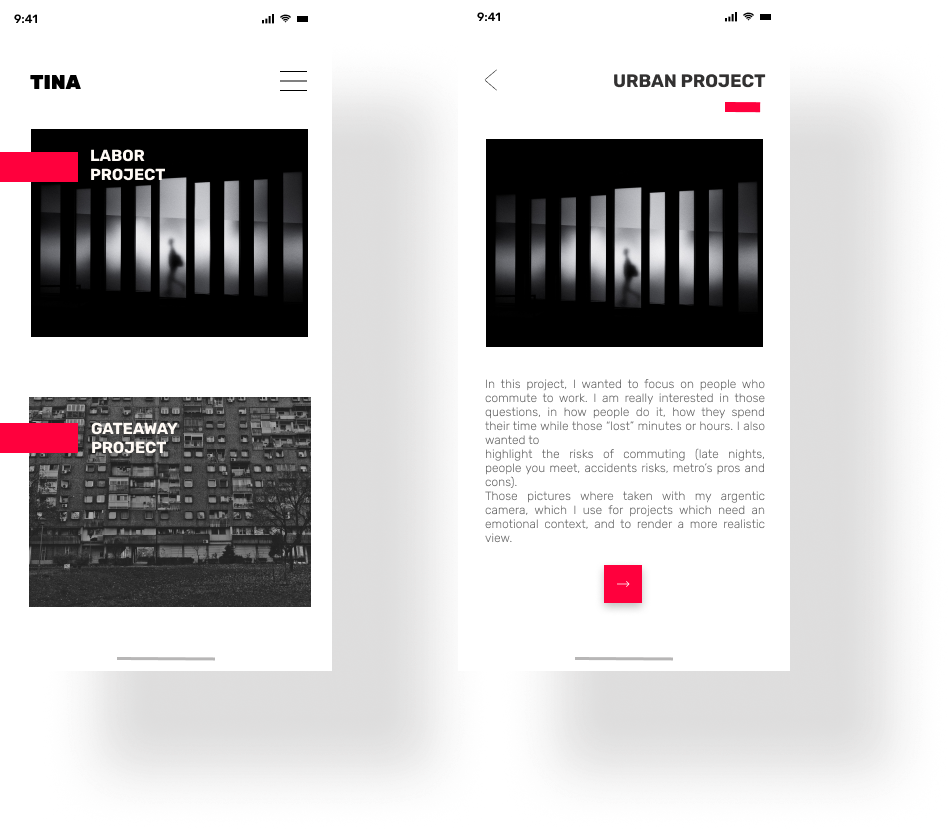 9:41
TINA
LABOR
PROJECT
GATEAWAY
PROJECT
9:41
URBAN PROJECT
In this project, I wanted to focus on people who
commute to work. I am really interested in those
questions, in how people do it, how they spend
their time while those "lost" minutes or hours. I also
wanted to
highlight the risks of commuting (late nights,
people you meet, accidents risks, metro's pros and
cons).
Those pictures where taken with my argentic
camera, which I use for projects which need an
emotional context, and to render a more realistic
view.